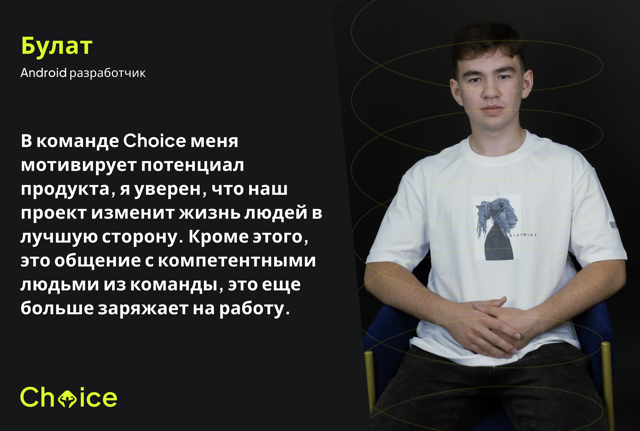 Булат
Android разработчик
В команде Choice меня
мотивирует потенциал
продукта, я уверен, что наш
проект изменит жизнь людей в
лучшую сторону. Кроме этого,
это общение с компетентными
людьми из команды, это еще
больше заряжает на работу.
Choice